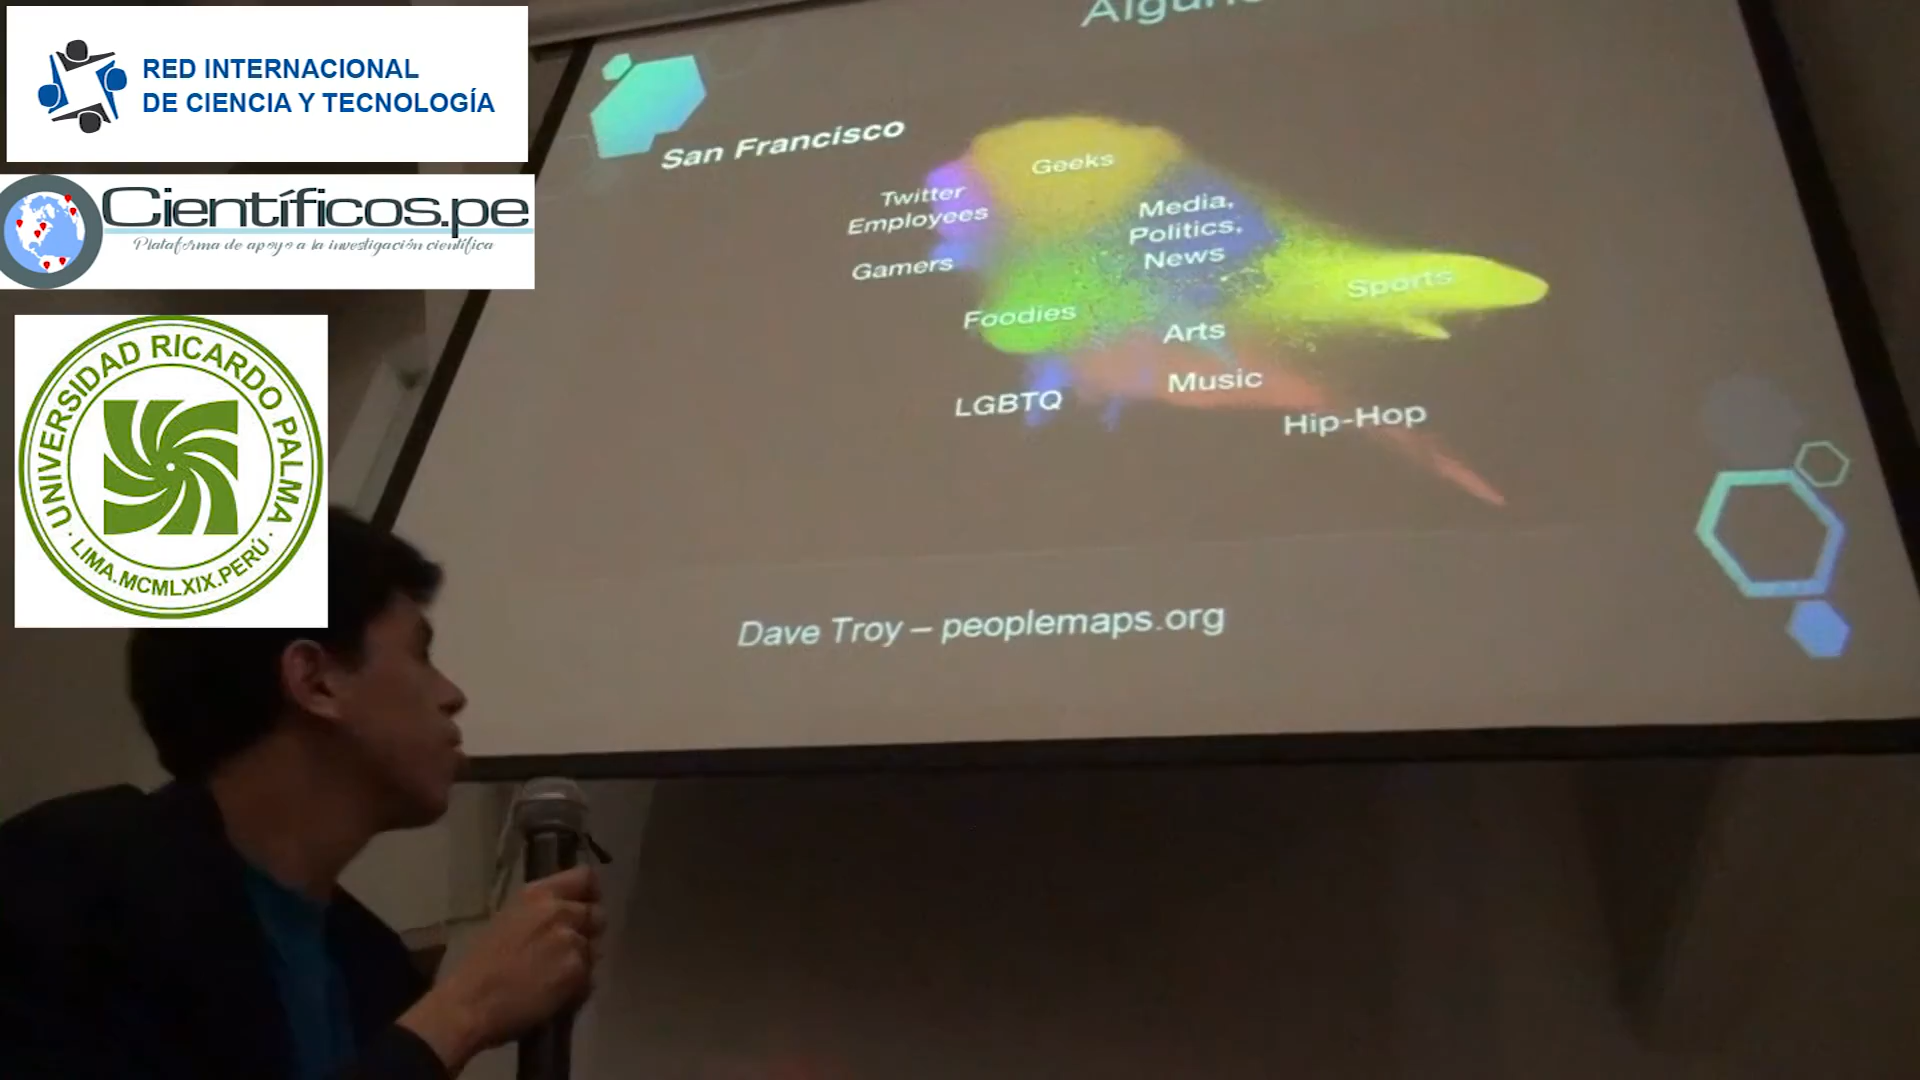 RED INTERNACIONAL
DE CIENCIA Y TECNOLOGÍA
Científicos.pe
Plataforma de apoyo a la investigación científica
UNIVERSIDAD RICARDO PALMA
· LIMA.MCMLXIX.PERÚ ·
San Francisco
Geeks
Twitter
Employees
Media,
Politics,
News
Gamers
Sports
Foodies
Arts
Music
LGBTQ
Hip-Hop
Dave Troy – peoplemaps.org